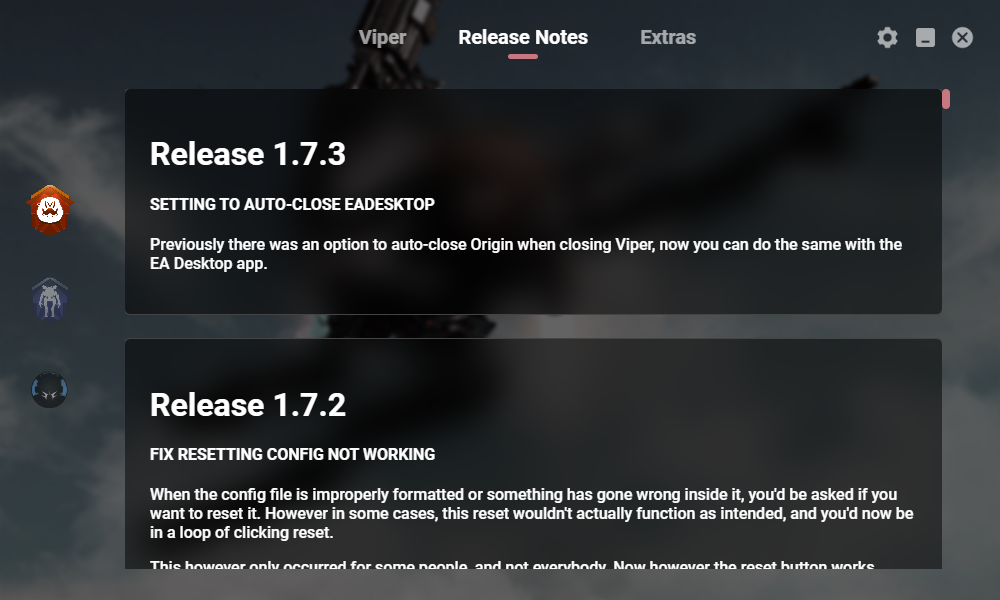 Viper Release Notes Extras
Release 1.7.3
SETTING TO AUTO-CLOSE EADESKTOP
Previously there was an option to auto-close Origin when closing Viper, now you can do the same with the
EA Desktop app.
Release 1.7.2
FIX RESETTING CONFIG NOT WORKING
When the config file is improperly formatted or something has gone wrong inside it, you'd be asked if you
want to reset it. However in some cases, this reset wouldn't actually function as intended, and you'd now be
in a loop of clicking reset.
This however only occurred for some people, and not everybody. Now however the reset button works